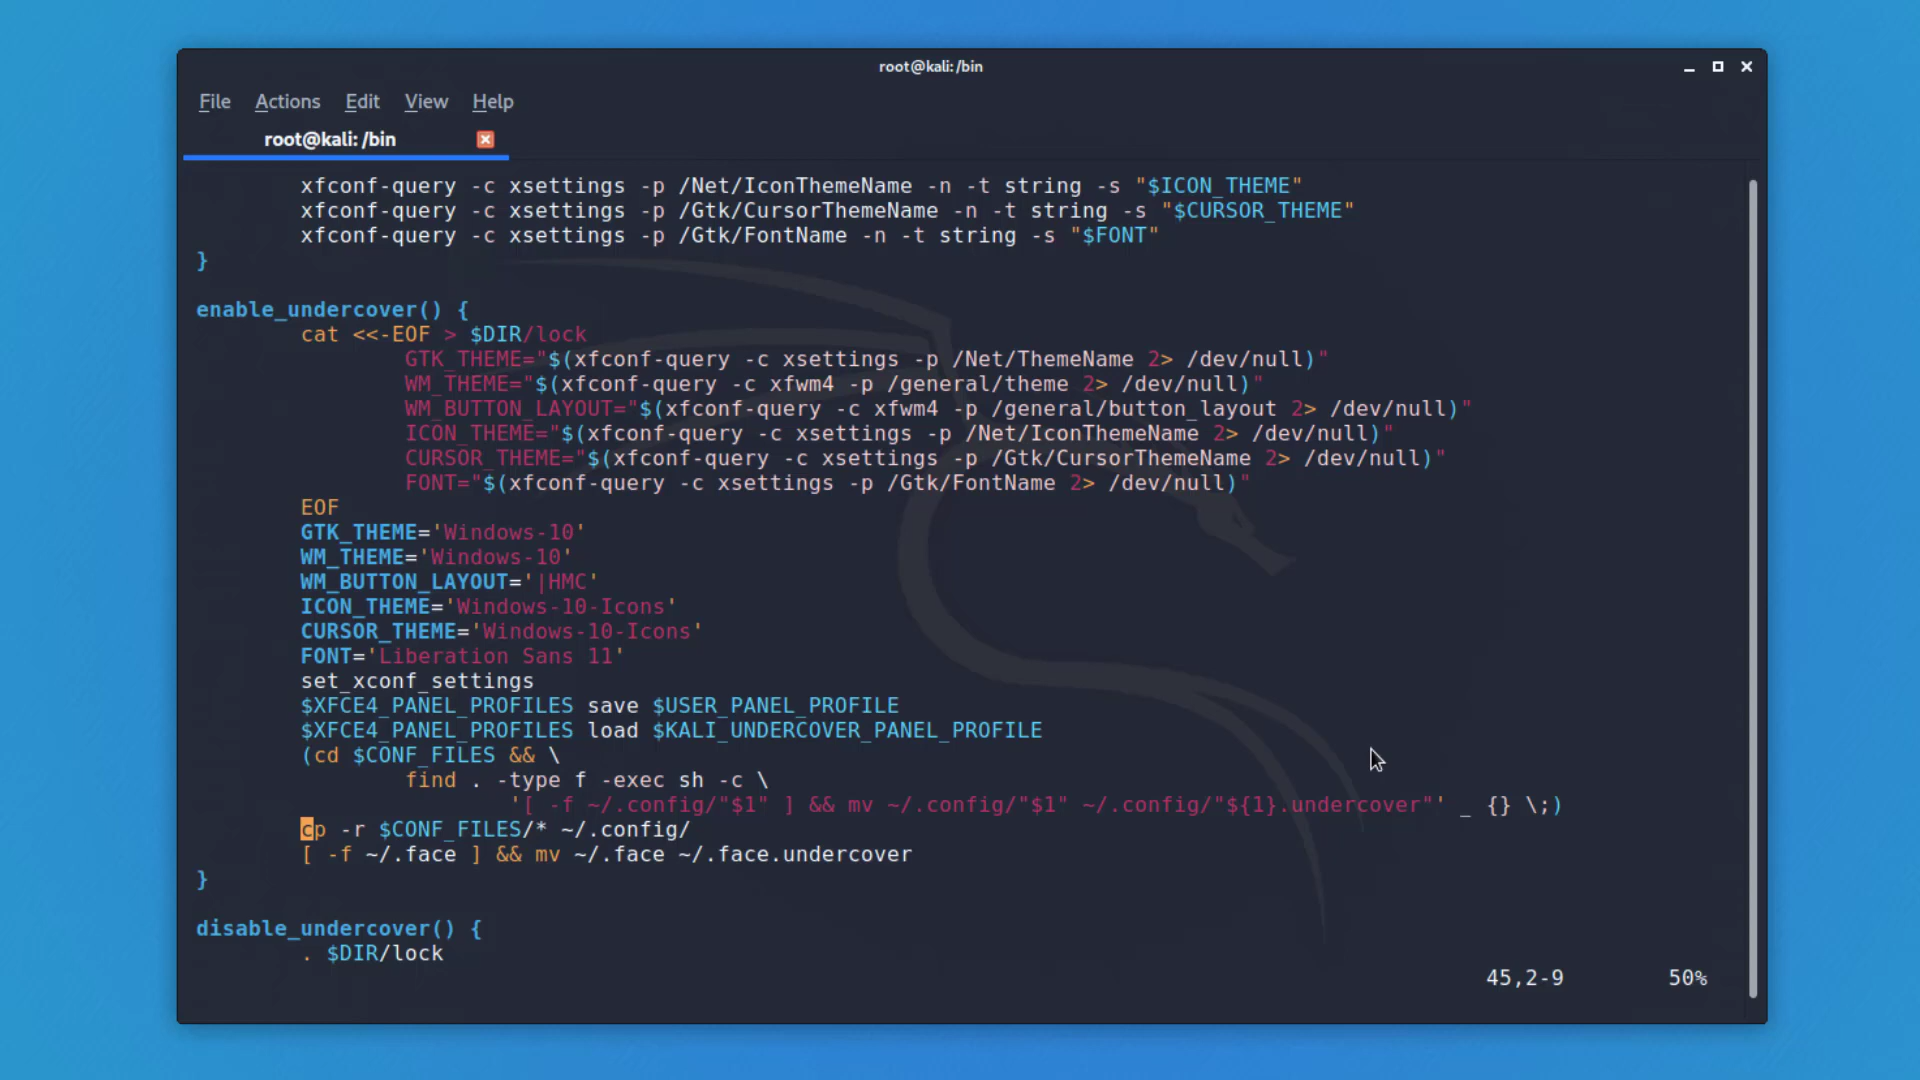 root@kali:/bin
File Actions Edit View Help
root@kali: /bin
xfconf-query -c xsettings -p /Net/IconThemeName -n -t string -s "$ICON_THEME"
xfconf-query -c xsettings -p /Gtk/CursorThemeName -n -t string -s "$CURSOR_THEME"
xfconf-query -c xsettings -p /Gtk/FontName -n -t string -s "$FONT"
}
enable_undercover() {
cat <<-EOF > $DIR/lock
GTK_THEME="$(xfconf-query -c xsettings -p /Net/ThemeName 2> /dev/null)"
WM_THEME="$(xfconf-query -c xfwm4 -p /general/theme 2> /dev/null)"
WM_BUTTON_LAYOUT="$(xfconf-query -c xfwm4 -p /general/button_layout 2> /dev/null)"
ICON_THEME="$(xfconf-query -c xsettings -p /Net/IconThemeName 2> /dev/null)"
CURSOR_THEME="$(xfconf-query -c xsettings -p /Gtk/CursorThemeName 2> /dev/null)"
FONT="$(xfconf-query -c xsettings -p /Gtk/FontName 2> /dev/null)"
EOF
GTK_THEME='Windows-10'
WM_THEME='Windows-10'
WM_BUTTON_LAYOUT='|HMC'
ICON_THEME='Windows-10-Icons'
CURSOR_THEME='Windows-10-Icons'
FONT='Liberation Sans 11'
set_xconf_settings
$XFCE4_PANEL_PROFILES save $USER_PANEL_PROFILE
$XFCE4_PANEL_PROFILES load $KALI_UNDERCOVER_PANEL_PROFILE
(cd $CONF_FILES && \
find . -type f -exec sh -c \
'[ -f ~/.config/"$1" ] && mv ~/.config/"$1" ~/.config/"${1}.undercover"' _ {} \;)
cp -r $CONF_FILES/* ~/.config/
[ -f ~/.face ] && mv ~/.face ~/.face.undercover
}
disable_undercover() {
. $DIR/lock
45,2-9 50%